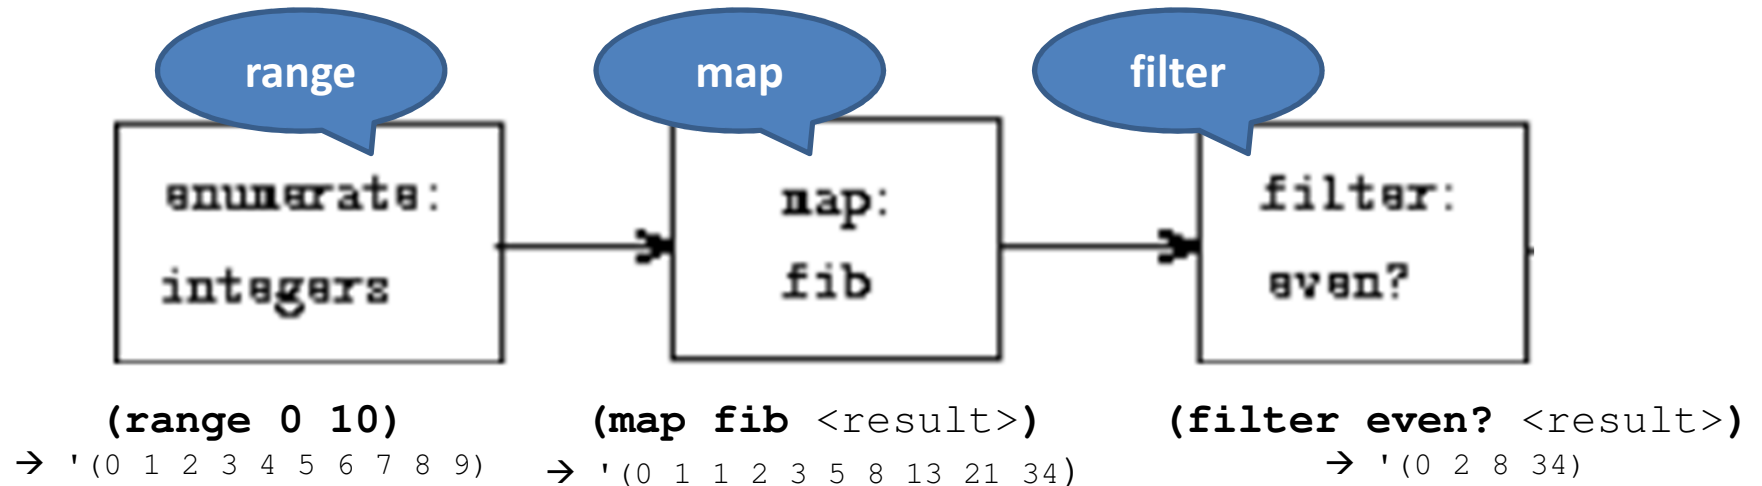 range
map
filter
enumerate:
integers
map:
fib
filter:
even?
(range 0 10)
(map fib <result>)
(filter even? <result>)
→ '(0 1 2 3 4 5 6 7 8 9)
→ '(0 1 1 2 3 5 8 13 21 34)
→ '(0 2 8 34)